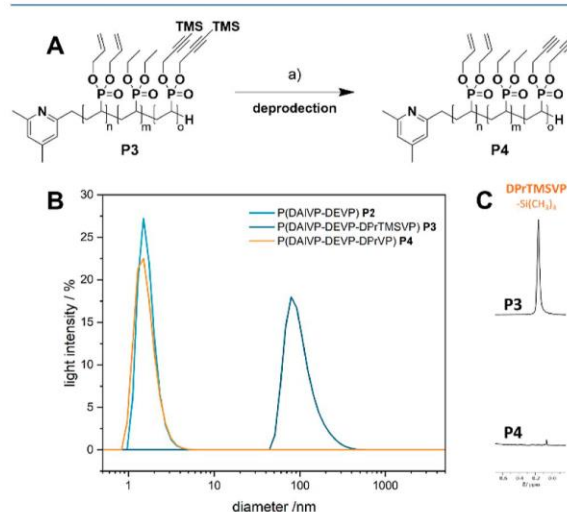 A
TMS TMS
O O O O O O
P=O P=O P=O
N
n m o H
P3
a)
deprodection
O O O O O O
P=O P=O P=O
N
n m o H
P4
B
30
25
20
15
10
5
0
light intensity / %
P(DAlVP-DEVP) P2
P(DAlVP-DEVP-DPrTMSVP) P3
P(DAlVP-DEVP-DPrVP) P4
1 10 100 1000
diameter /nm
C
DPrTMSVP
-Si(CH3)3
P3
P4